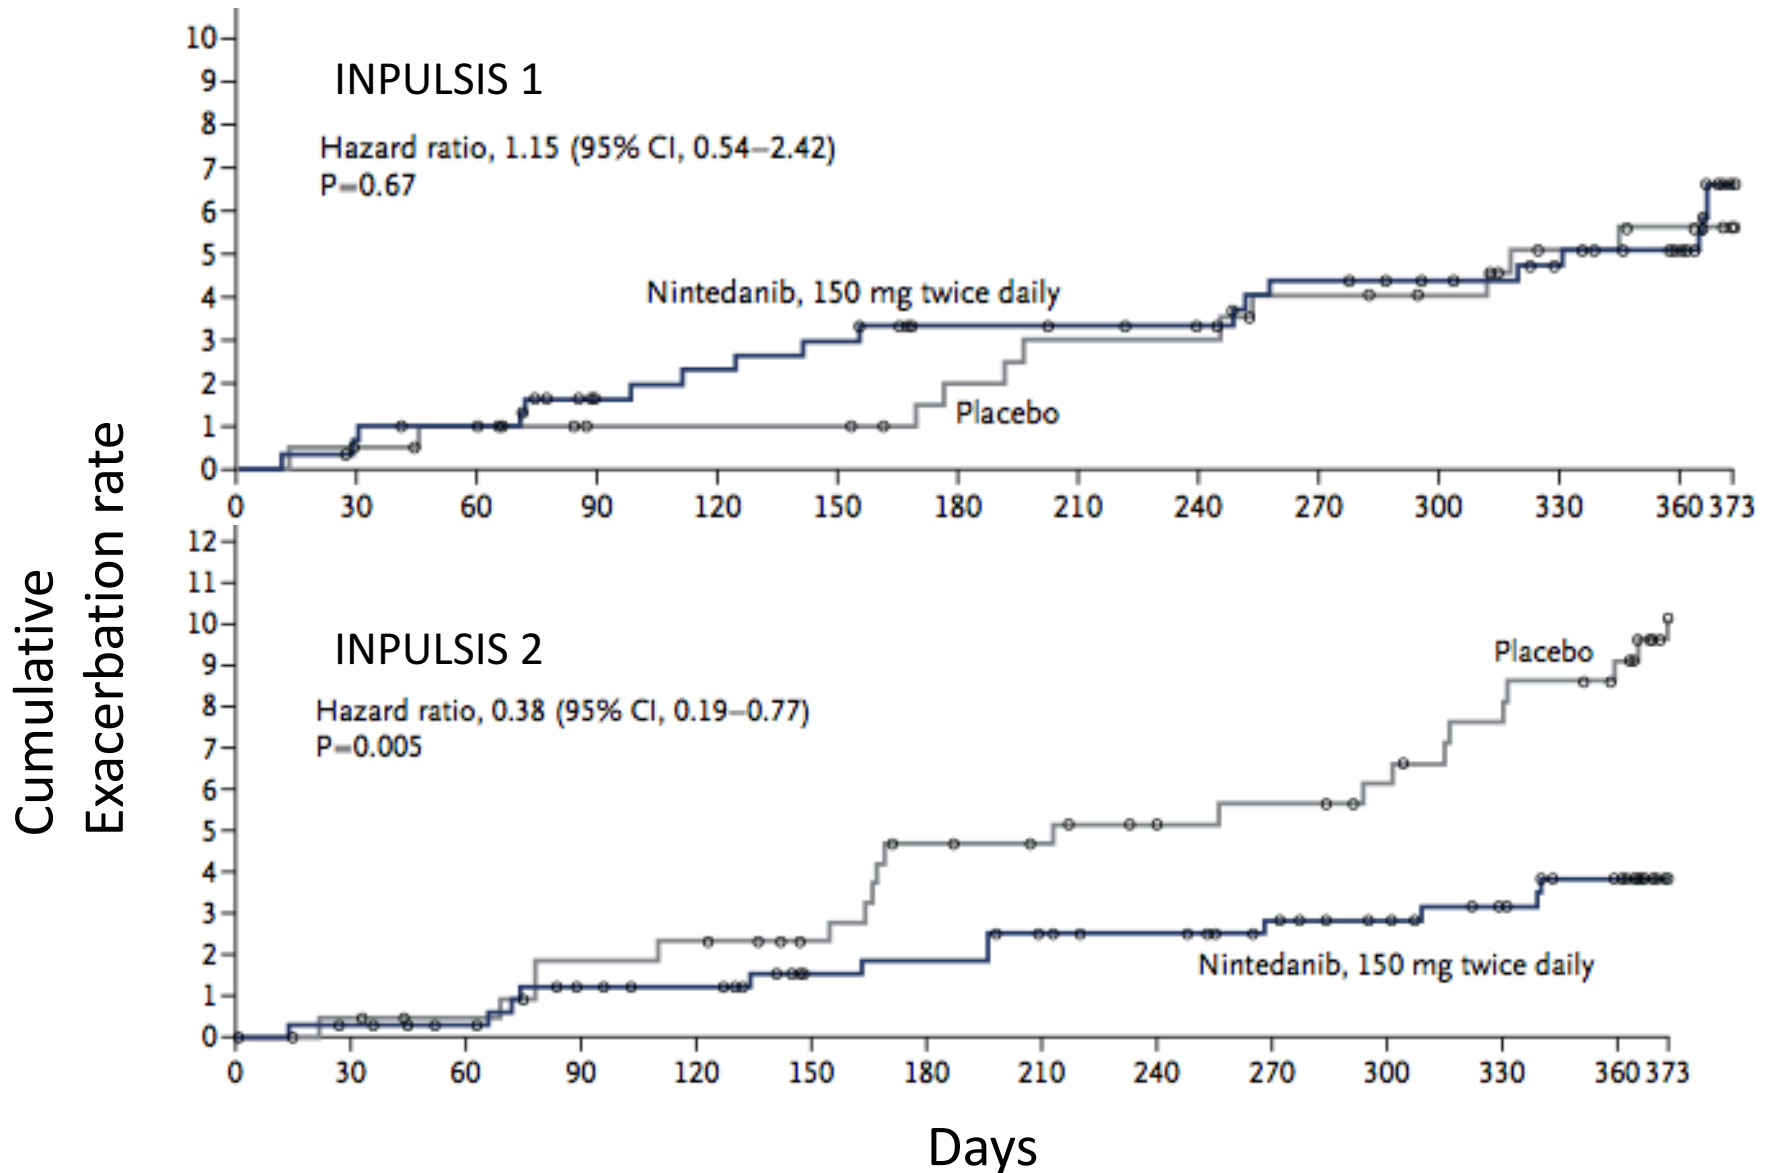 10
9
8
7
6
5
4
3
2
1
0
INPULSIS 1
Hazard ratio, 1.15 (95% CI, 0.54–2.42)
P=0.67
Nintedanib, 150 mg twice daily
Placebo
0 30 60 90 120 150 180 210 240 270 300 330 360 373
Cumulative
Exacerbation rate
12
11
10
9
8
7
6
5
4
3
2
1
0
INPULSIS 2
Hazard ratio, 0.38 (95% CI, 0.19–0.77)
P=0.005
Placebo
Nintedanib, 150 mg twice daily
0 30 60 90 120 150 180 210 240 270 300 330 360 373
Days